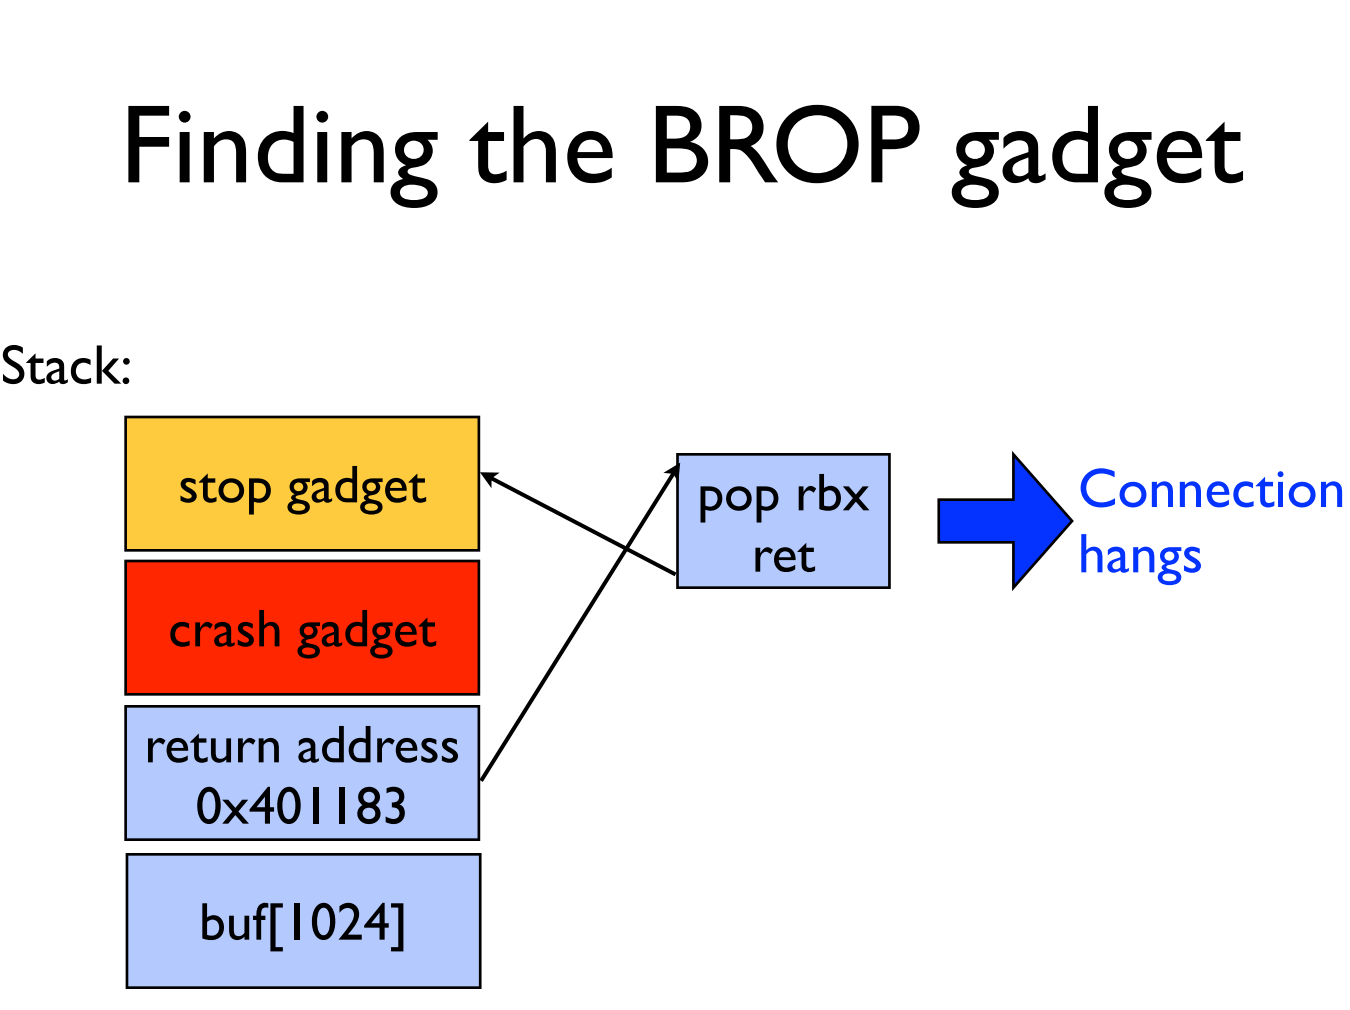 Finding the BROP gadget
Stack:
stop gadget
crash gadget
return address
0x401183
buf[1024]
pop rbx
ret
Connection
hangs